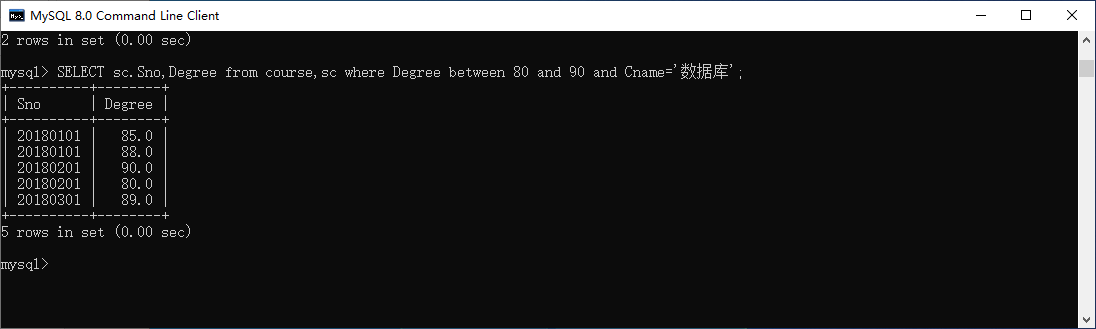 MySQL 8.0 Command Line Client
2 rows in set (0.00 sec)
mysql> SELECT sc.Sno,Degree from course,sc where Degree between 80 and 90 and Cname='数据库';
+----------+--------+
| Sno      | Degree |
+----------+--------+
| 20180101 |   85.0 |
| 20180101 |   88.0 |
| 20180201 |   90.0 |
| 20180201 |   80.0 |
| 20180301 |   89.0 |
+----------+--------+
5 rows in set (0.00 sec)
mysql>